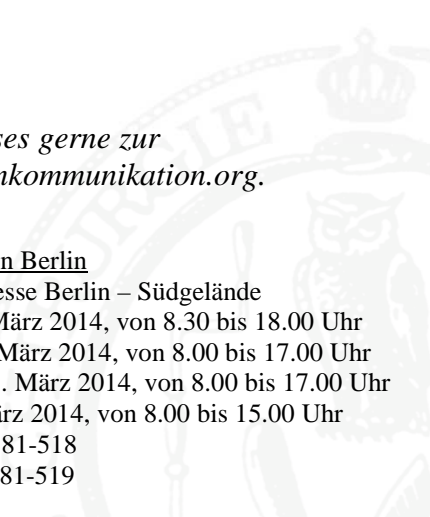 ses gerne zur
nkommunikation.org.
n Berlin
esse Berlin – Südgelände
März 2014, von 8.30 bis 18.00 Uhr
März 2014, von 8.00 bis 17.00 Uhr
. März 2014, von 8.00 bis 17.00 Uhr
ärz 2014, von 8.00 bis 15.00 Uhr
81-518
81-519